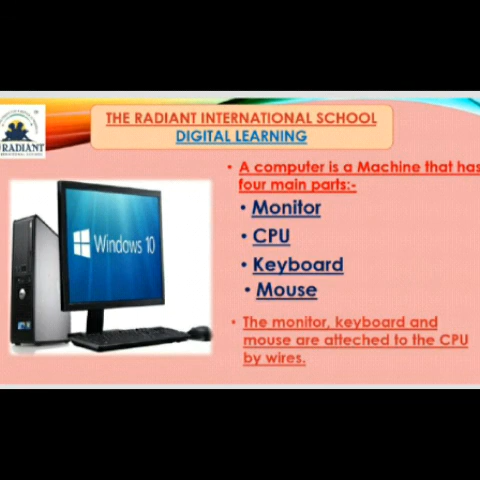 THE RADIANT INTERNATIONAL SCHOOL
DIGITAL LEARNING
RADIANT
• A computer is a Machine that has
four main parts:-
• Monitor
• CPU
• Keyboard
• Mouse
Windows 10
• The monitor, keyboard and
mouse are atteched to the CPU
by wires.